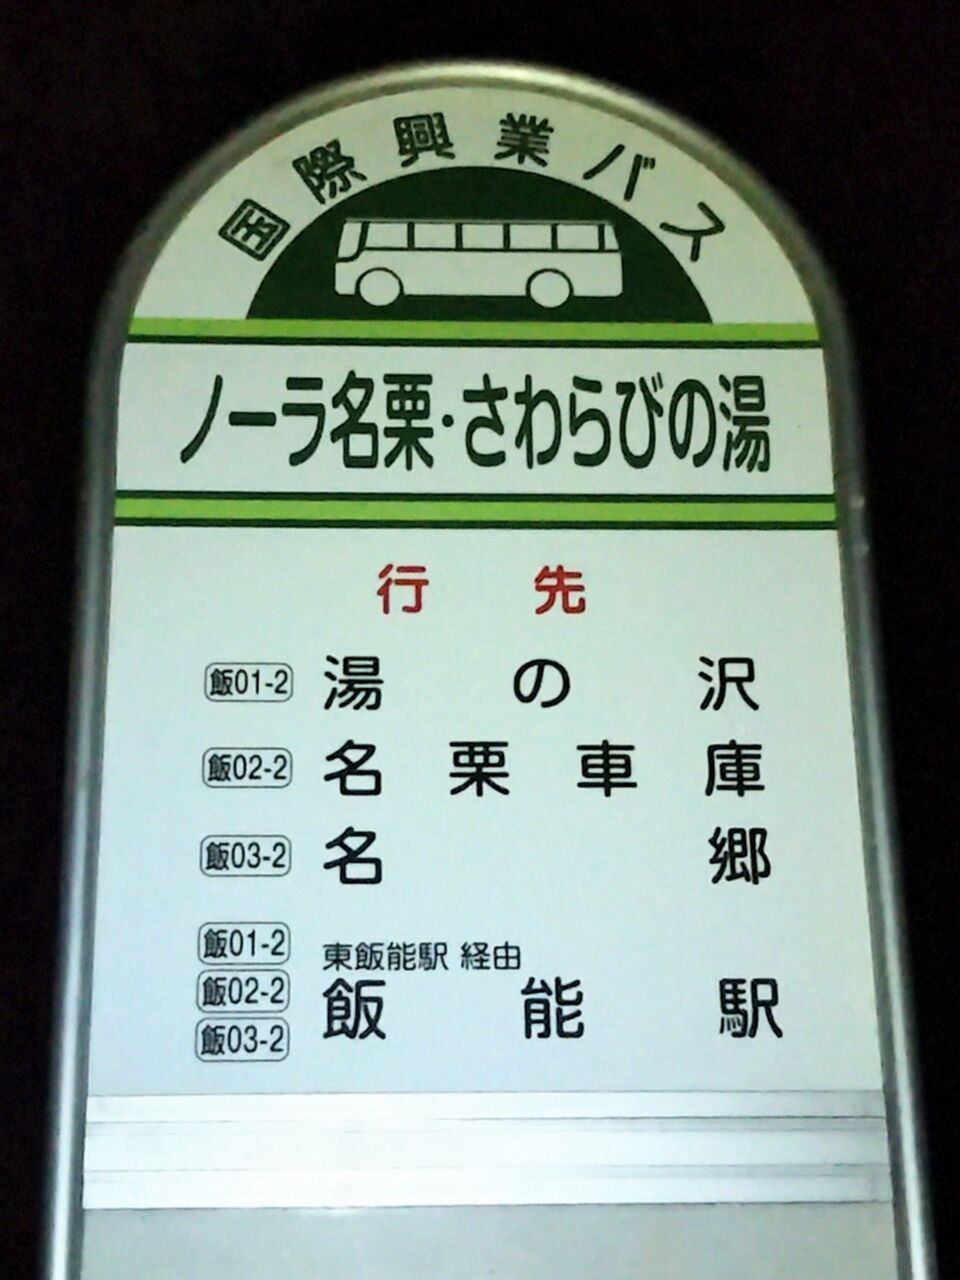 国際興業バス
ノーラ名栗・さわらびの湯
行先
飯01-2 湯の沢
飯02-2 名栗車庫
飯03-2 名郷
飯01-2 東飯能駅 経由
飯02-2 飯能駅
飯03-2